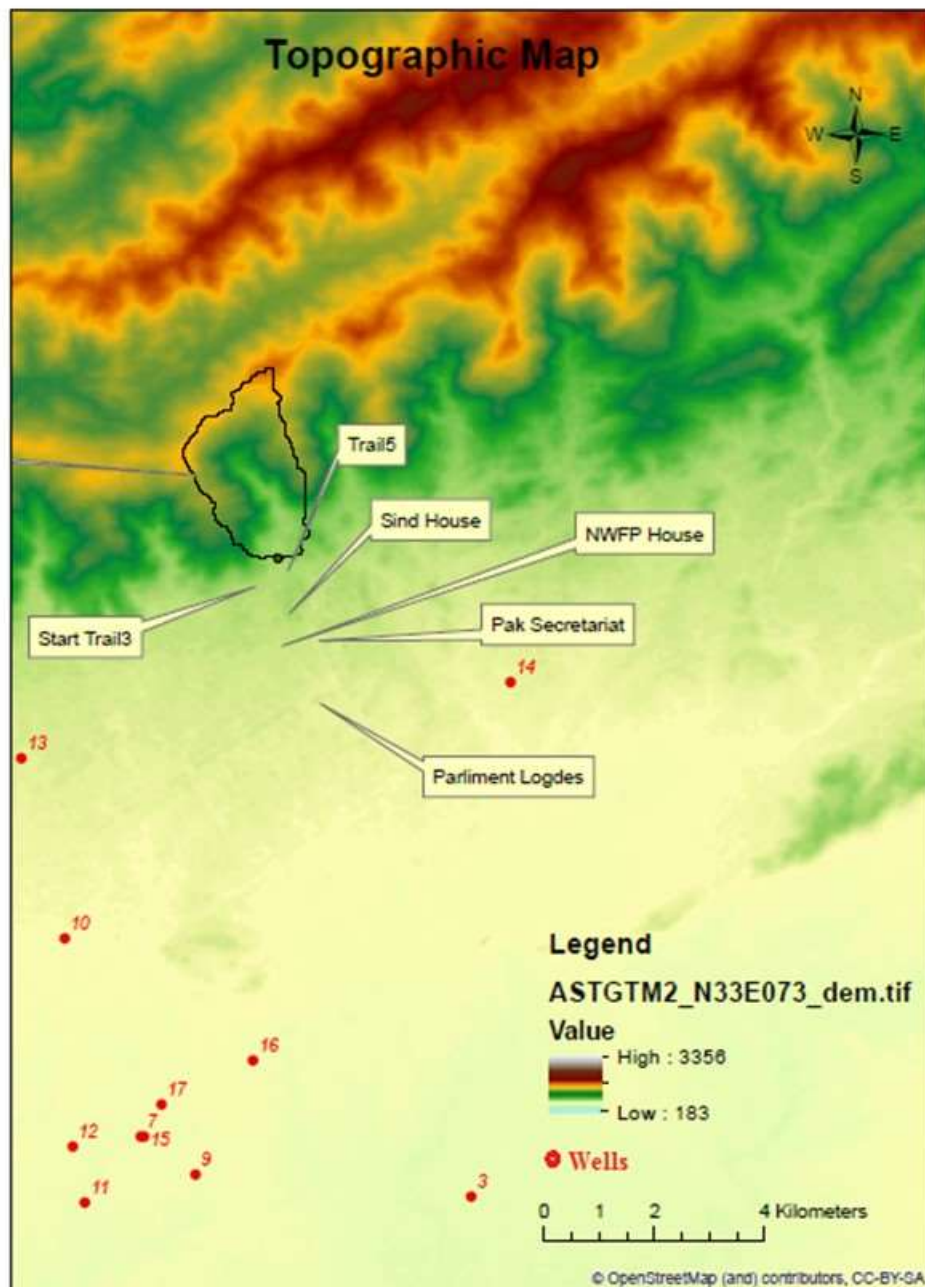 Topographic Map
N
W E
S
Trail5
Sind House
NWFP House
Start Trail3
Pak Secretariat
14
13
Parliment Logdes
10
Legend
ASTGTM2_N33E073_dem.tif
Value
High : 3356
Low : 183
16
17
7
12
15
9
11
3
Wells
0 1 2 4 Kilometers
© OpenStreetMap (and) contributors, CC-BY-SA